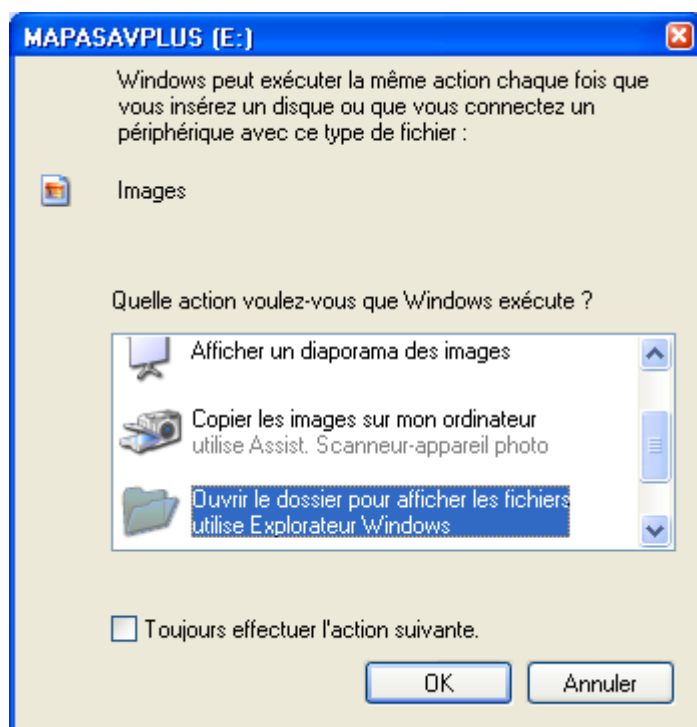 MAPASAVPLUS (E:)
Windows peut exécuter la même action chaque fois que
vous insérez un disque ou que vous connectez un
périphérique avec ce type de fichier :
Images
Quelle action voulez-vous que Windows exécute ?
Afficher un diaporama des images
Copier les images sur mon ordinateur
utilise Assist. Scanneur-appareil photo
Ouvrir le dossier pour afficher les fichiers
utilise Explorateur Windows
Toujours effectuer l'action suivante.
OK
Annuler